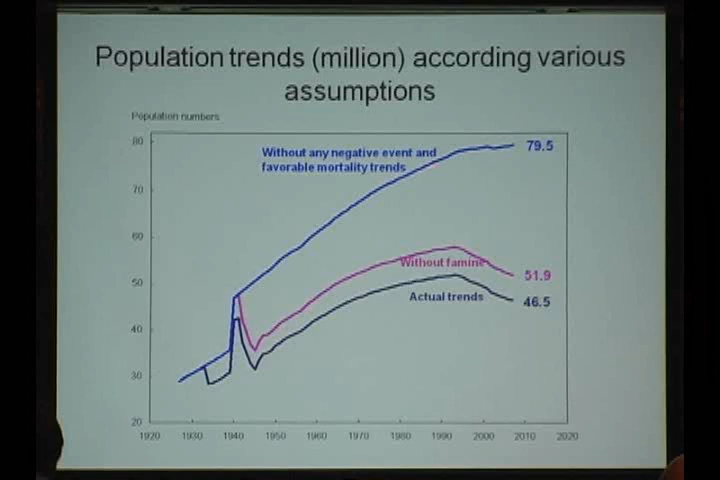 Population trends (million) according various
assumptions
Population numbers
80
70
60
50
40
30
20
Without any negative event and
favorable mortality trends
79.5
Without famine
51.9
Actual trends
46.5
1920 1930 1940 1950 1960 1970 1980 1990 2000 2010 2020